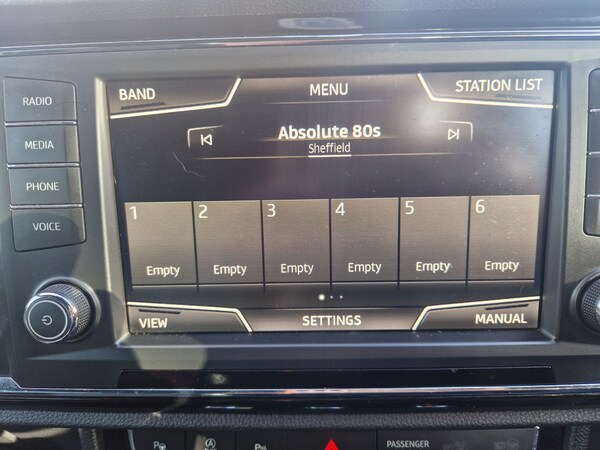 BAND MENU STATION LIST
RADIO
Absolute 80s
Sheffield
MEDIA
PHONE
VOICE
1 2 3 4 5 6
Empty Empty Empty Empty Empty Empty
VIEW SETTINGS MANUAL
P P PASSENGER